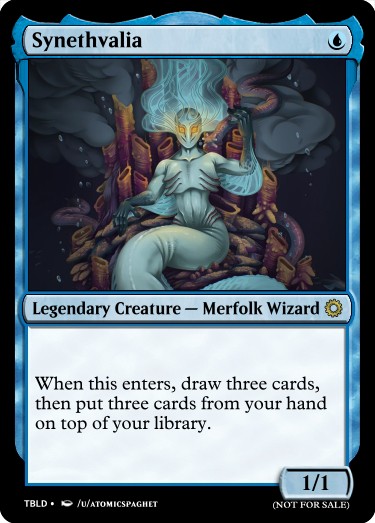 Synethvalia
Legendary Creature — Merfolk Wizard
When this enters, draw three cards,
then put three cards from your hand
on top of your library.
1/1
TBLD • /U/ATOMICSPAGHET
(NOT FOR SALE)